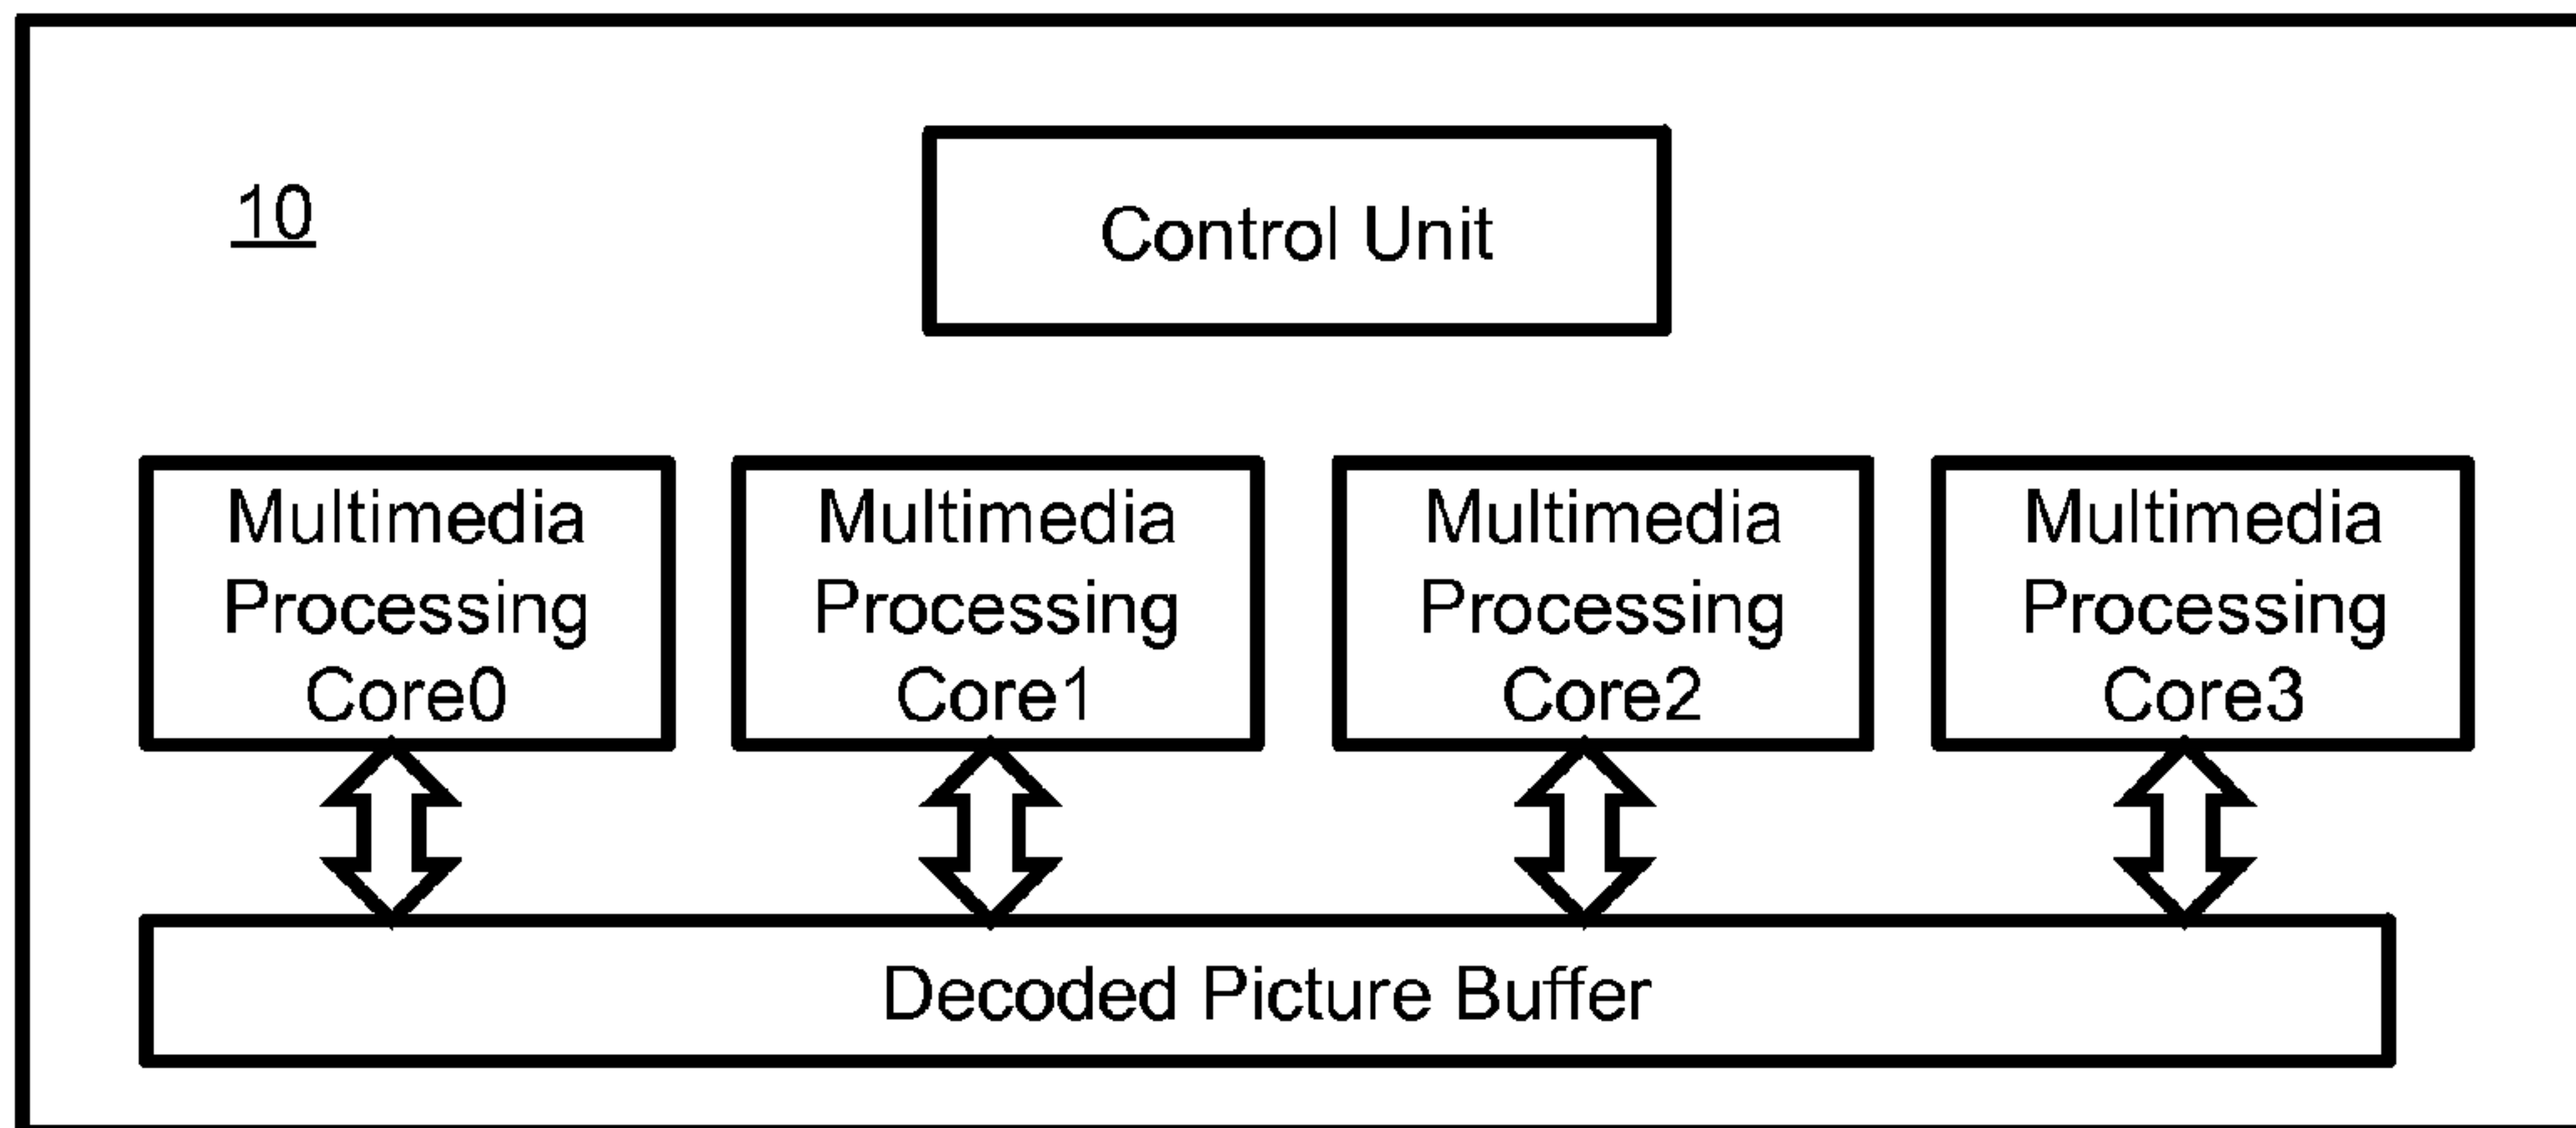 10
Control Unit
Multimedia
Processing
Core0
Multimedia
Processing
Core1
Multimedia
Processing
Core2
Multimedia
Processing
Core3
Decoded Picture Buffer